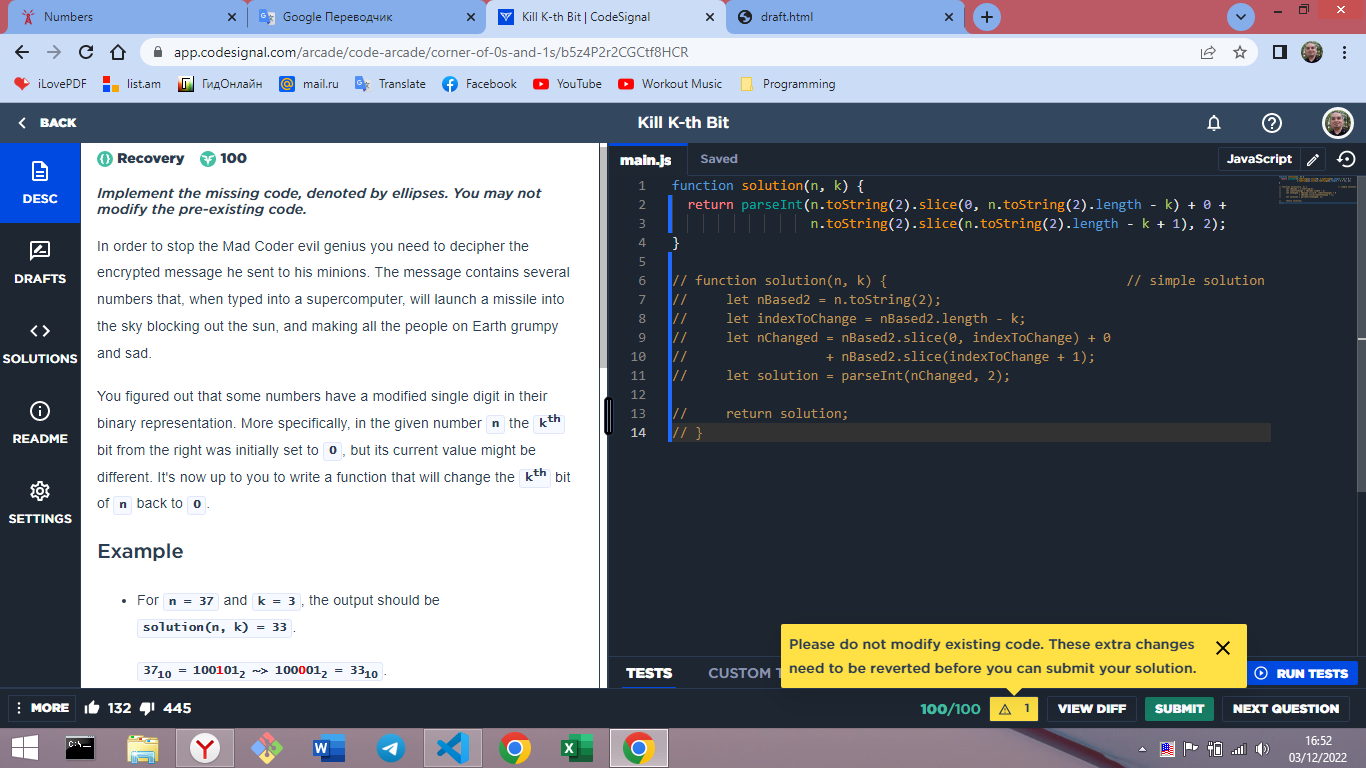 Numbers
Google Переводчик
Kill K-th Bit | CodeSignal
draft.html
app.codesignal.com/arcade/code-arcade/corner-of-0s-and-1s/b5z4P2r2CGCtf8HCR
iLovePDF
list.am
ГидОнлайн
mail.ru
Translate
Facebook
YouTube
Workout Music
Programming
BACK
Kill K-th Bit
DESC
DRAFTS
SOLUTIONS
README
SETTINGS
Recovery 100
Implement the missing code, denoted by ellipses. You may not
modify the pre-existing code.
In order to stop the Mad Coder evil genius you need to decipher the
encrypted message he sent to his minions. The message contains several
numbers that, when typed into a supercomputer, will launch a missile into
the sky blocking out the sun, and making all the people on Earth grumpy
and sad.
You figured out that some numbers have a modified single digit in their
binary representation. More specifically, in the given number n the kth
bit from the right was initially set to 0, but its current value might be
different. It's now up to you to write a function that will change the kth bit
of n back to 0.
Example
• For n = 37 and k = 3, the output should be
solution(n, k) = 33.
37₁₀ = 100101₂ ~> 100001₂ = 33₁₀.
main.js
Saved
JavaScript
1 function solution(n, k) {
2 return parseInt(n.toString(2).slice(0, n.toString(2).length - k) + 0 +
3 n.toString(2).slice(n.toString(2).length - k + 1), 2);
4 }
5
6 // function solution(n, k) { // simple solution
7 // let nBased2 = n.toString(2);
8 // let indexToChange = nBased2.length - k;
9 // let nChanged = nBased2.slice(0, indexToChange) + 0
10 // + nBased2.slice(indexToChange + 1);
11 // let solution = parseInt(nChanged, 2);
12
13 // return solution;
14 // }
Please do not modify existing code. These extra changes
need to be reverted before you can submit your solution.
TESTS
CUSTOM T
RUN TESTS
MORE
132
445
100/100
1
VIEW DIFF
SUBMIT
NEXT QUESTION
16:52
03/12/2022